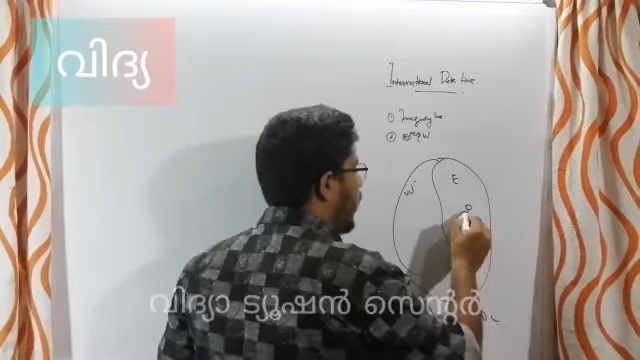 വിദ്യ
International Date Line
① Imaginary line
W
E
വിദ്യാ ട്യൂഷൻ സെന്റർ